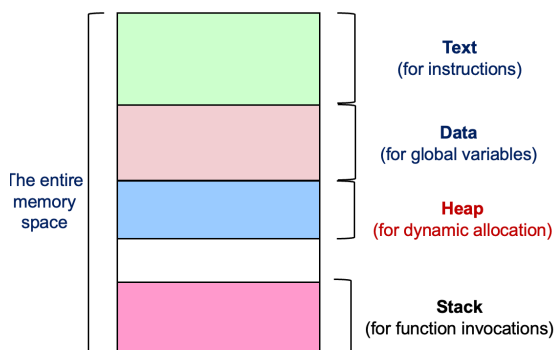 Text
(for instructions)
Data
(for global variables)
The entire
memory
space
Heap
(for dynamic allocation)
Stack
(for function invocations)